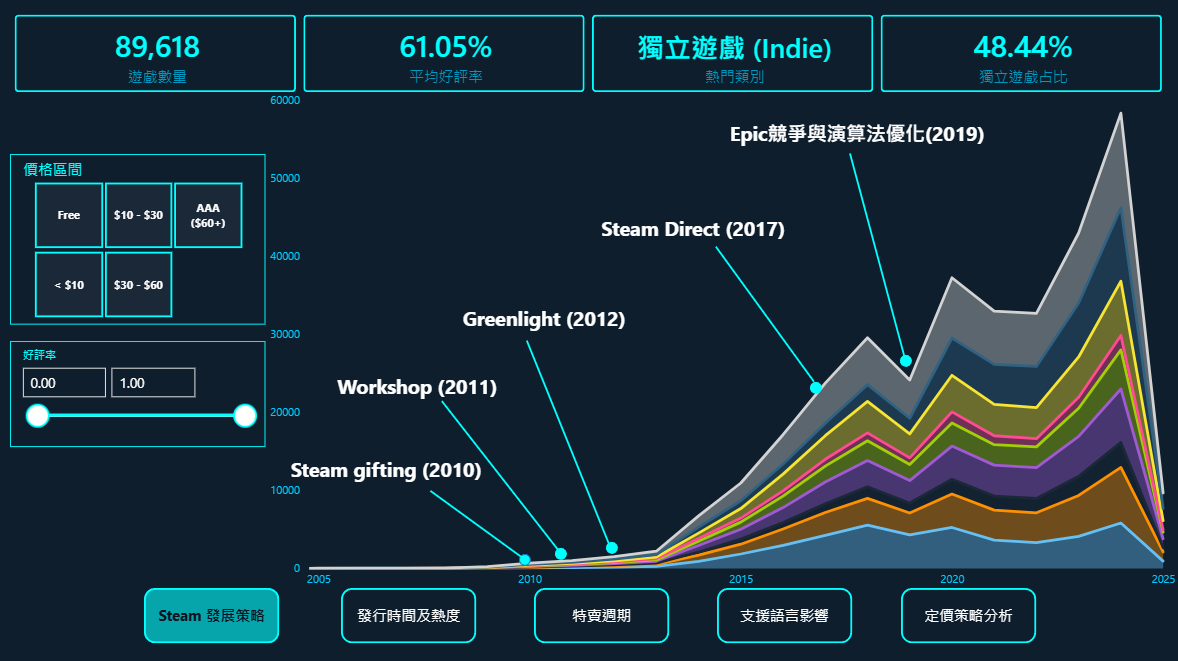 89,618
遊戲數量
61.05%
平均好評率
獨立遊戲 (Indie)
熱門類別
48.44%
獨立遊戲占比
價格區間
Free
$10 - $30
AAA
($60+)
< $10
$30 - $60
好評率
0.00
1.00
60000
50000
40000
30000
20000
10000
0
Epic競爭與演算法優化(2019)
Steam Direct (2017)
Greenlight (2012)
Workshop (2011)
Steam gifting (2010)
2005
2010
2015
2020
2025
Steam 發展策略
發行時間及熱度
特賣週期
支援語言影響
定價策略分析